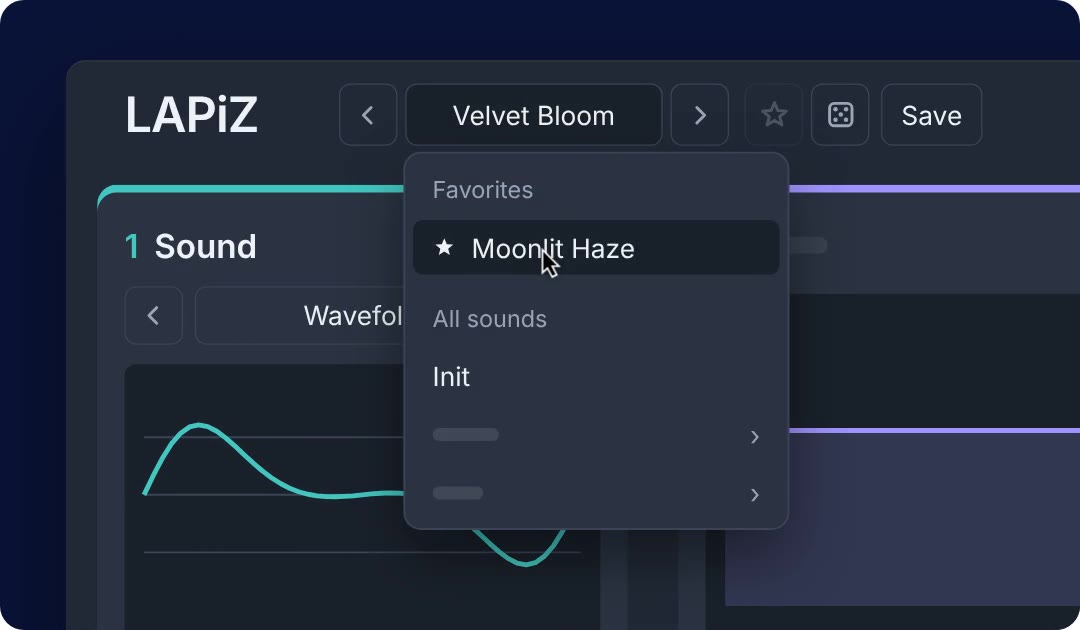 LAPiZ
Velvet Bloom
Save
Favorites
★ Moonlit Haze
1 Sound
All sounds
Wavefol
Init